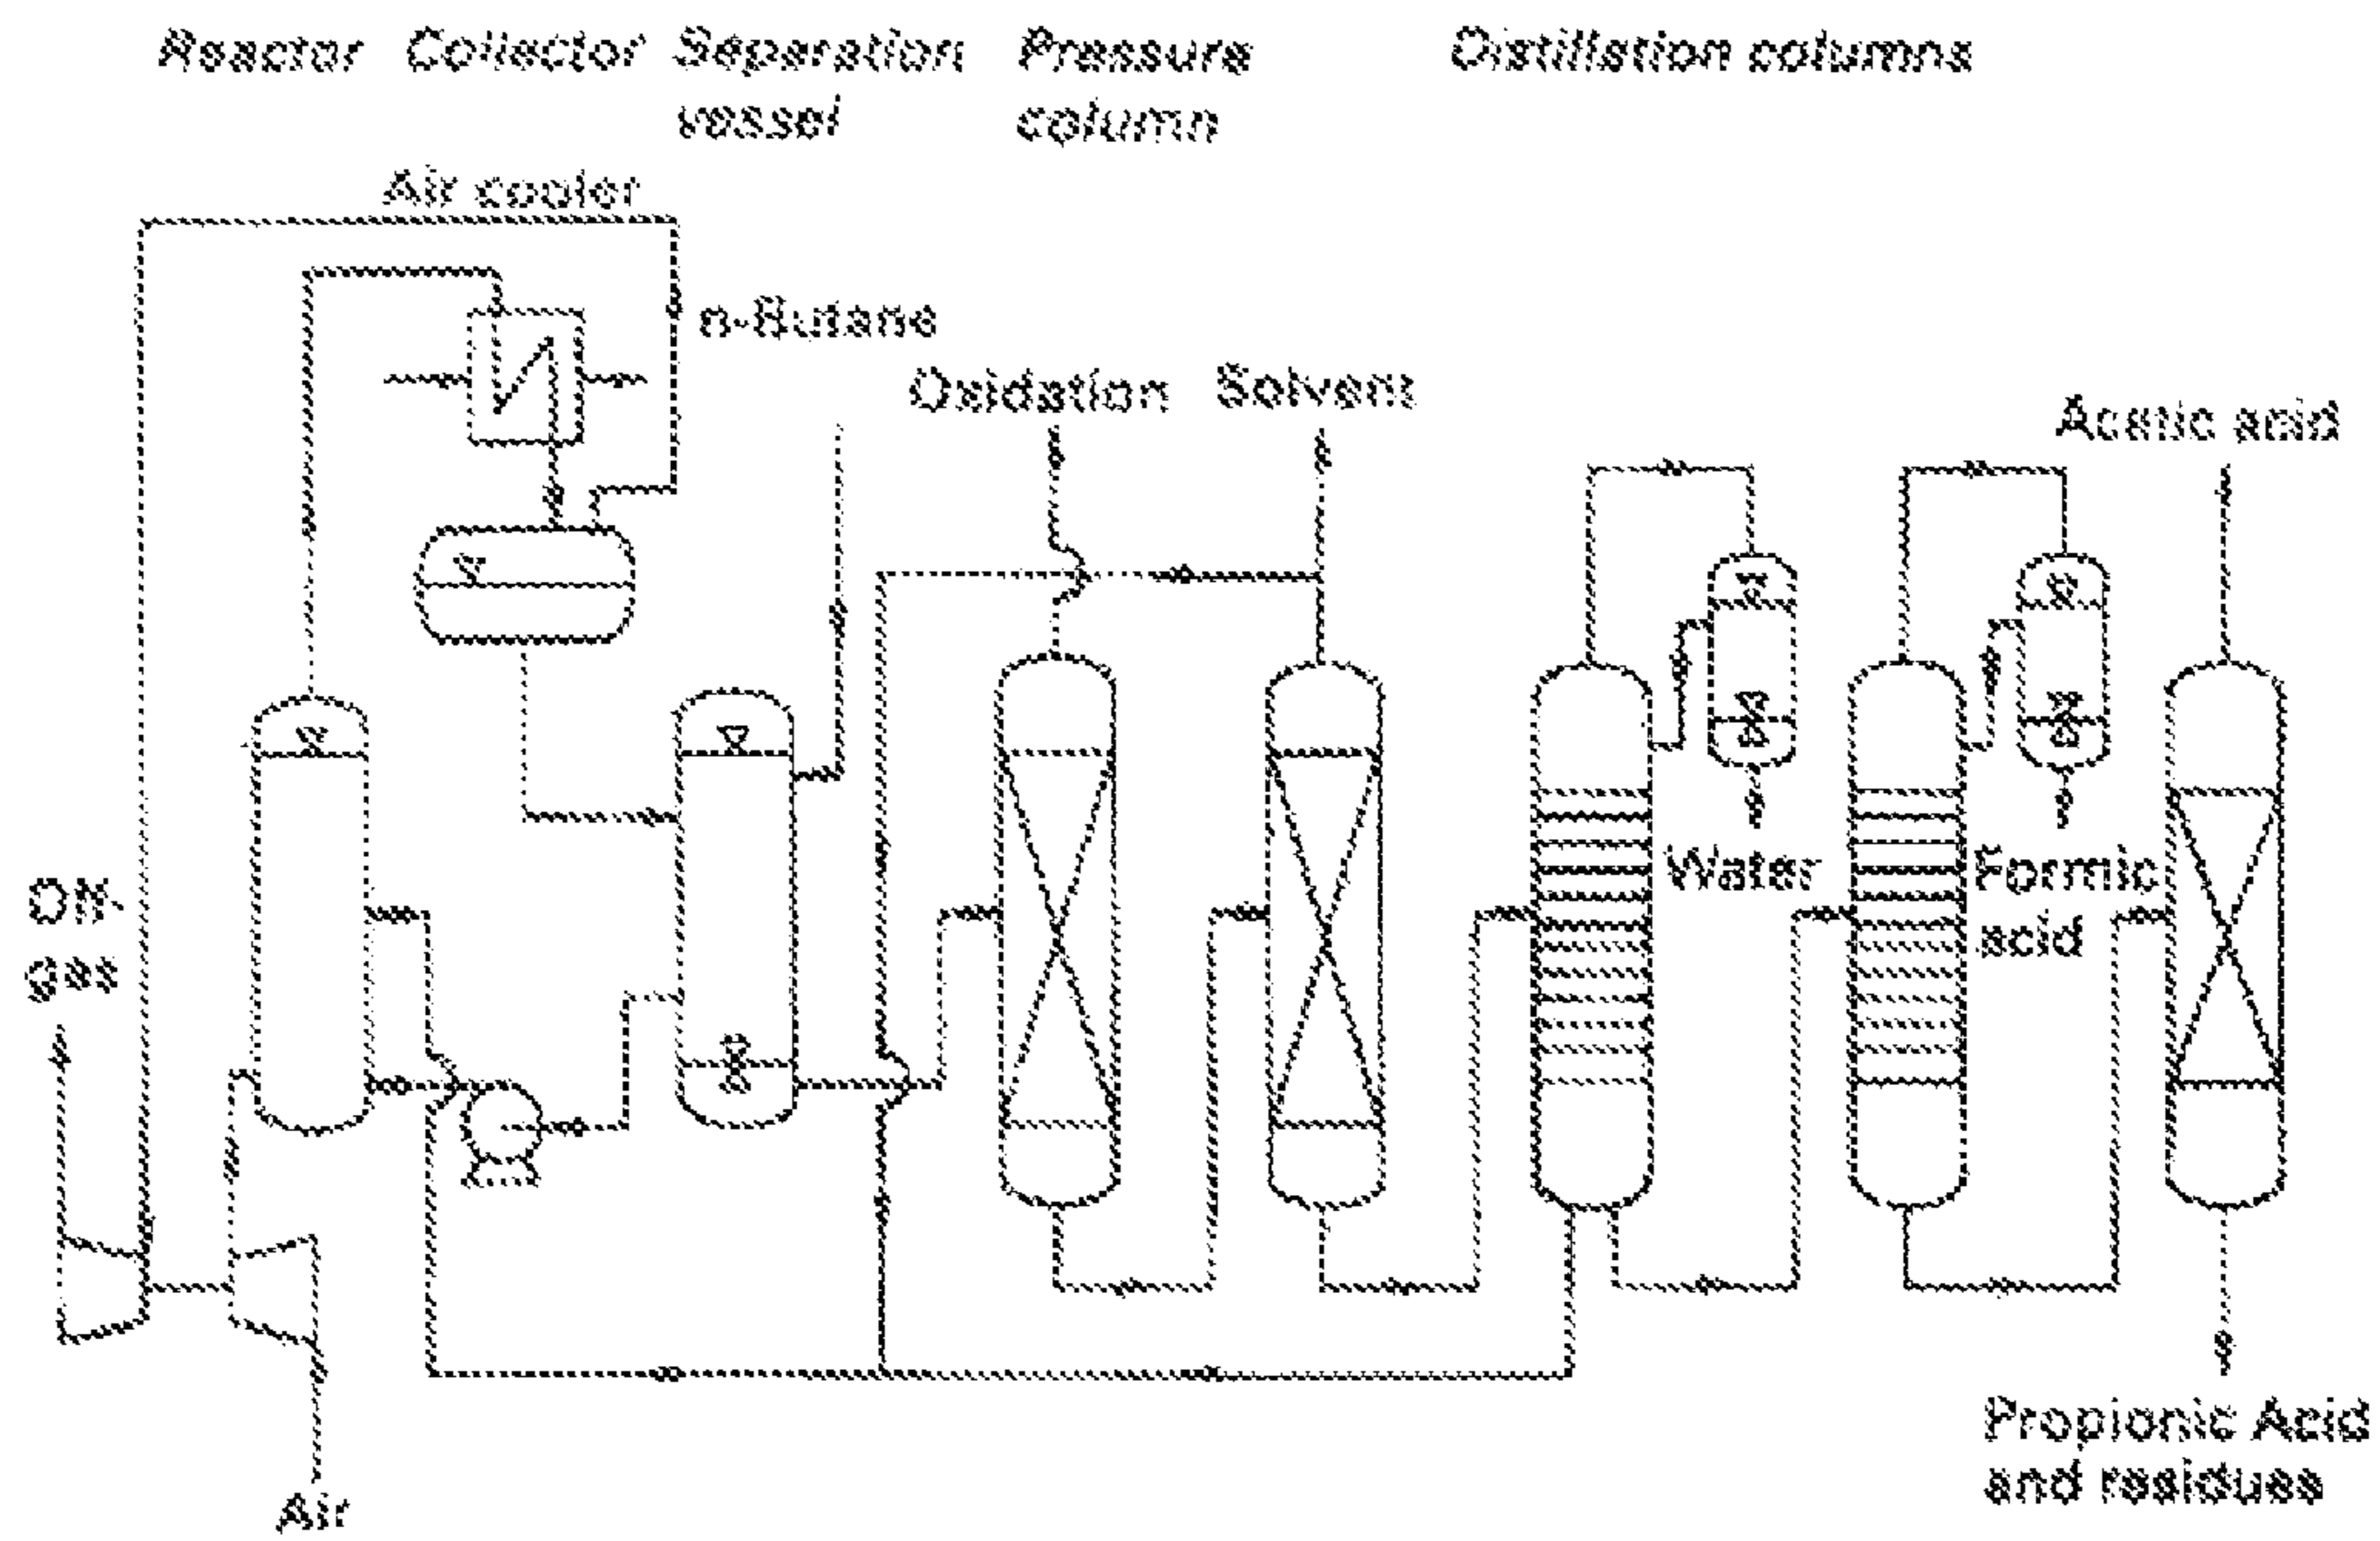 Reactor Collector Separation vessel Pressure column Distillation columns
Air cooler
n-Butane
Oxidation Solvent
Acetic acid
Off-gas
Water
Formic acid
Propionic Acid
and residues
Air